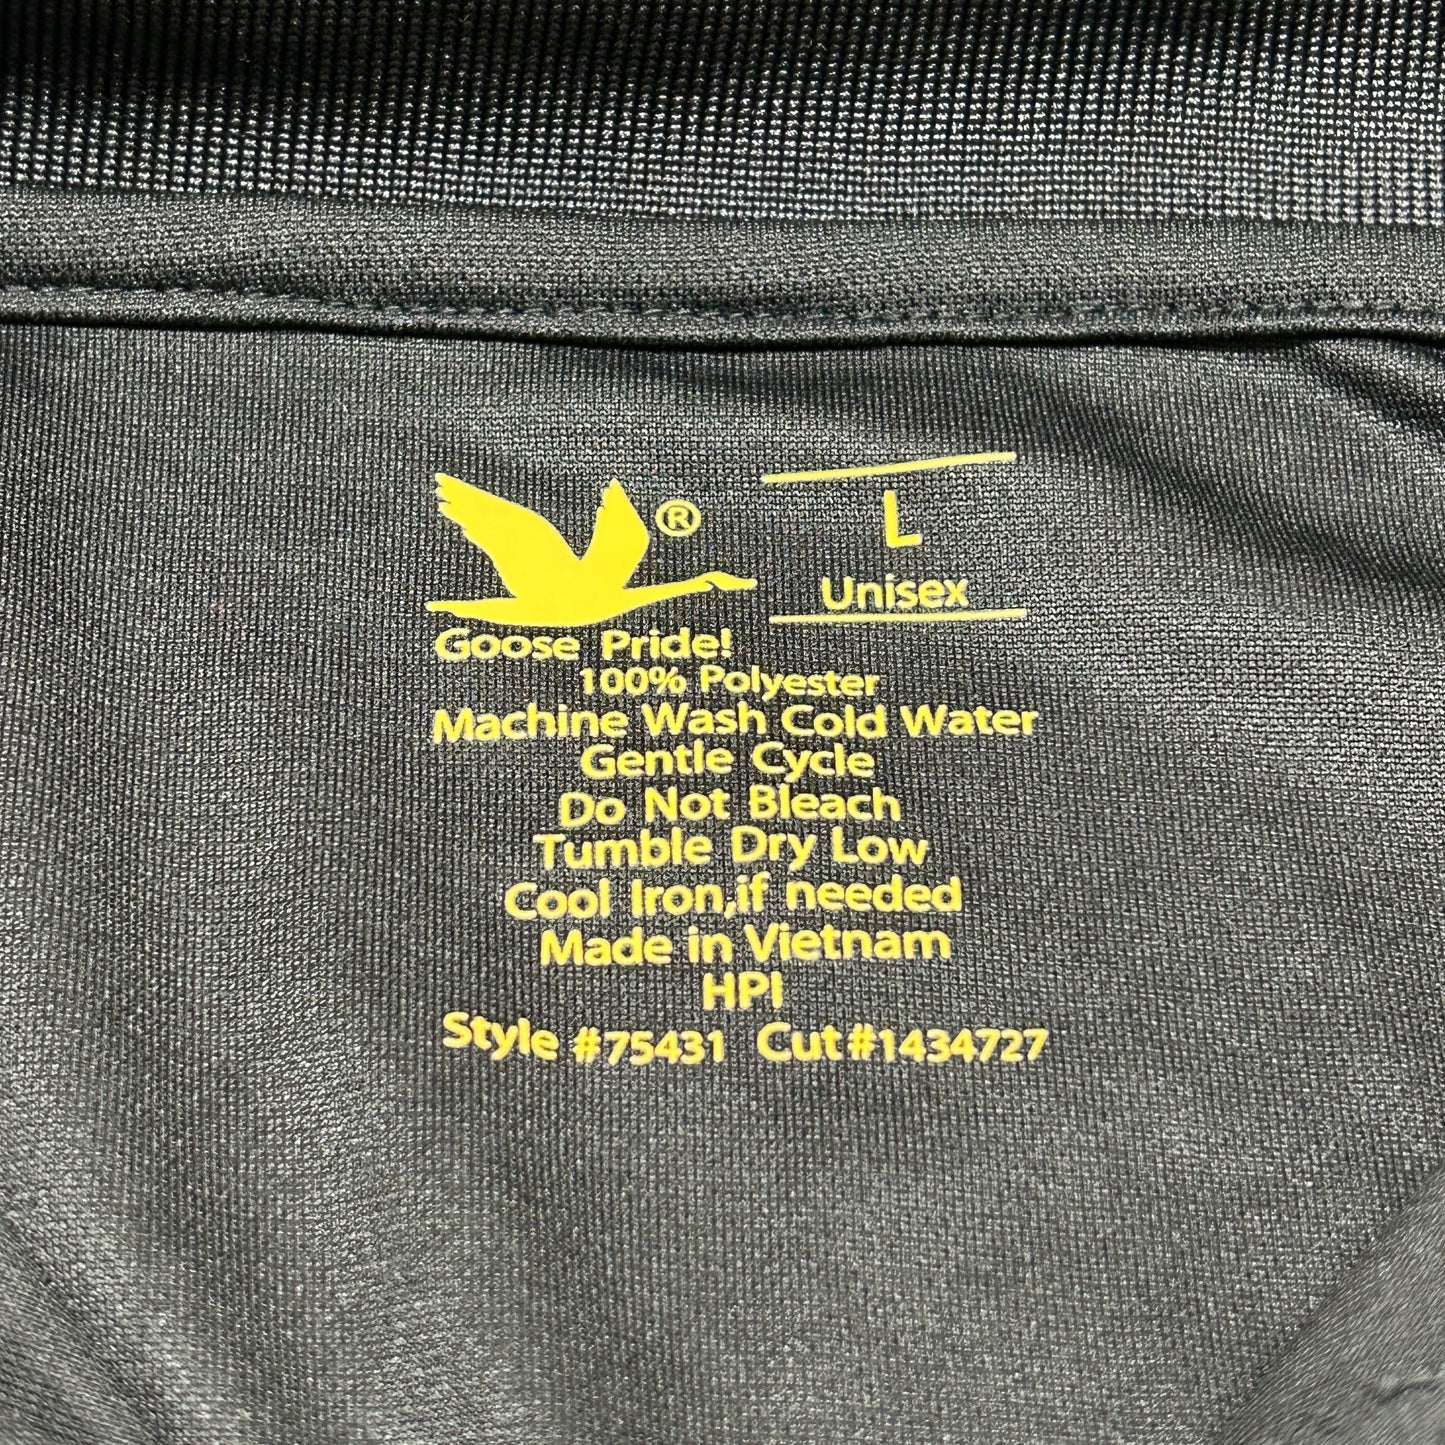 ®
L
Unisex
Goose Pride!
100% Polyester
Machine Wash Cold Water
Gentle Cycle
Do Not Bleach
Tumble Dry Low
Cool Iron,if needed
Made in Vietnam
HPI
Style #75431 Cut#1434727